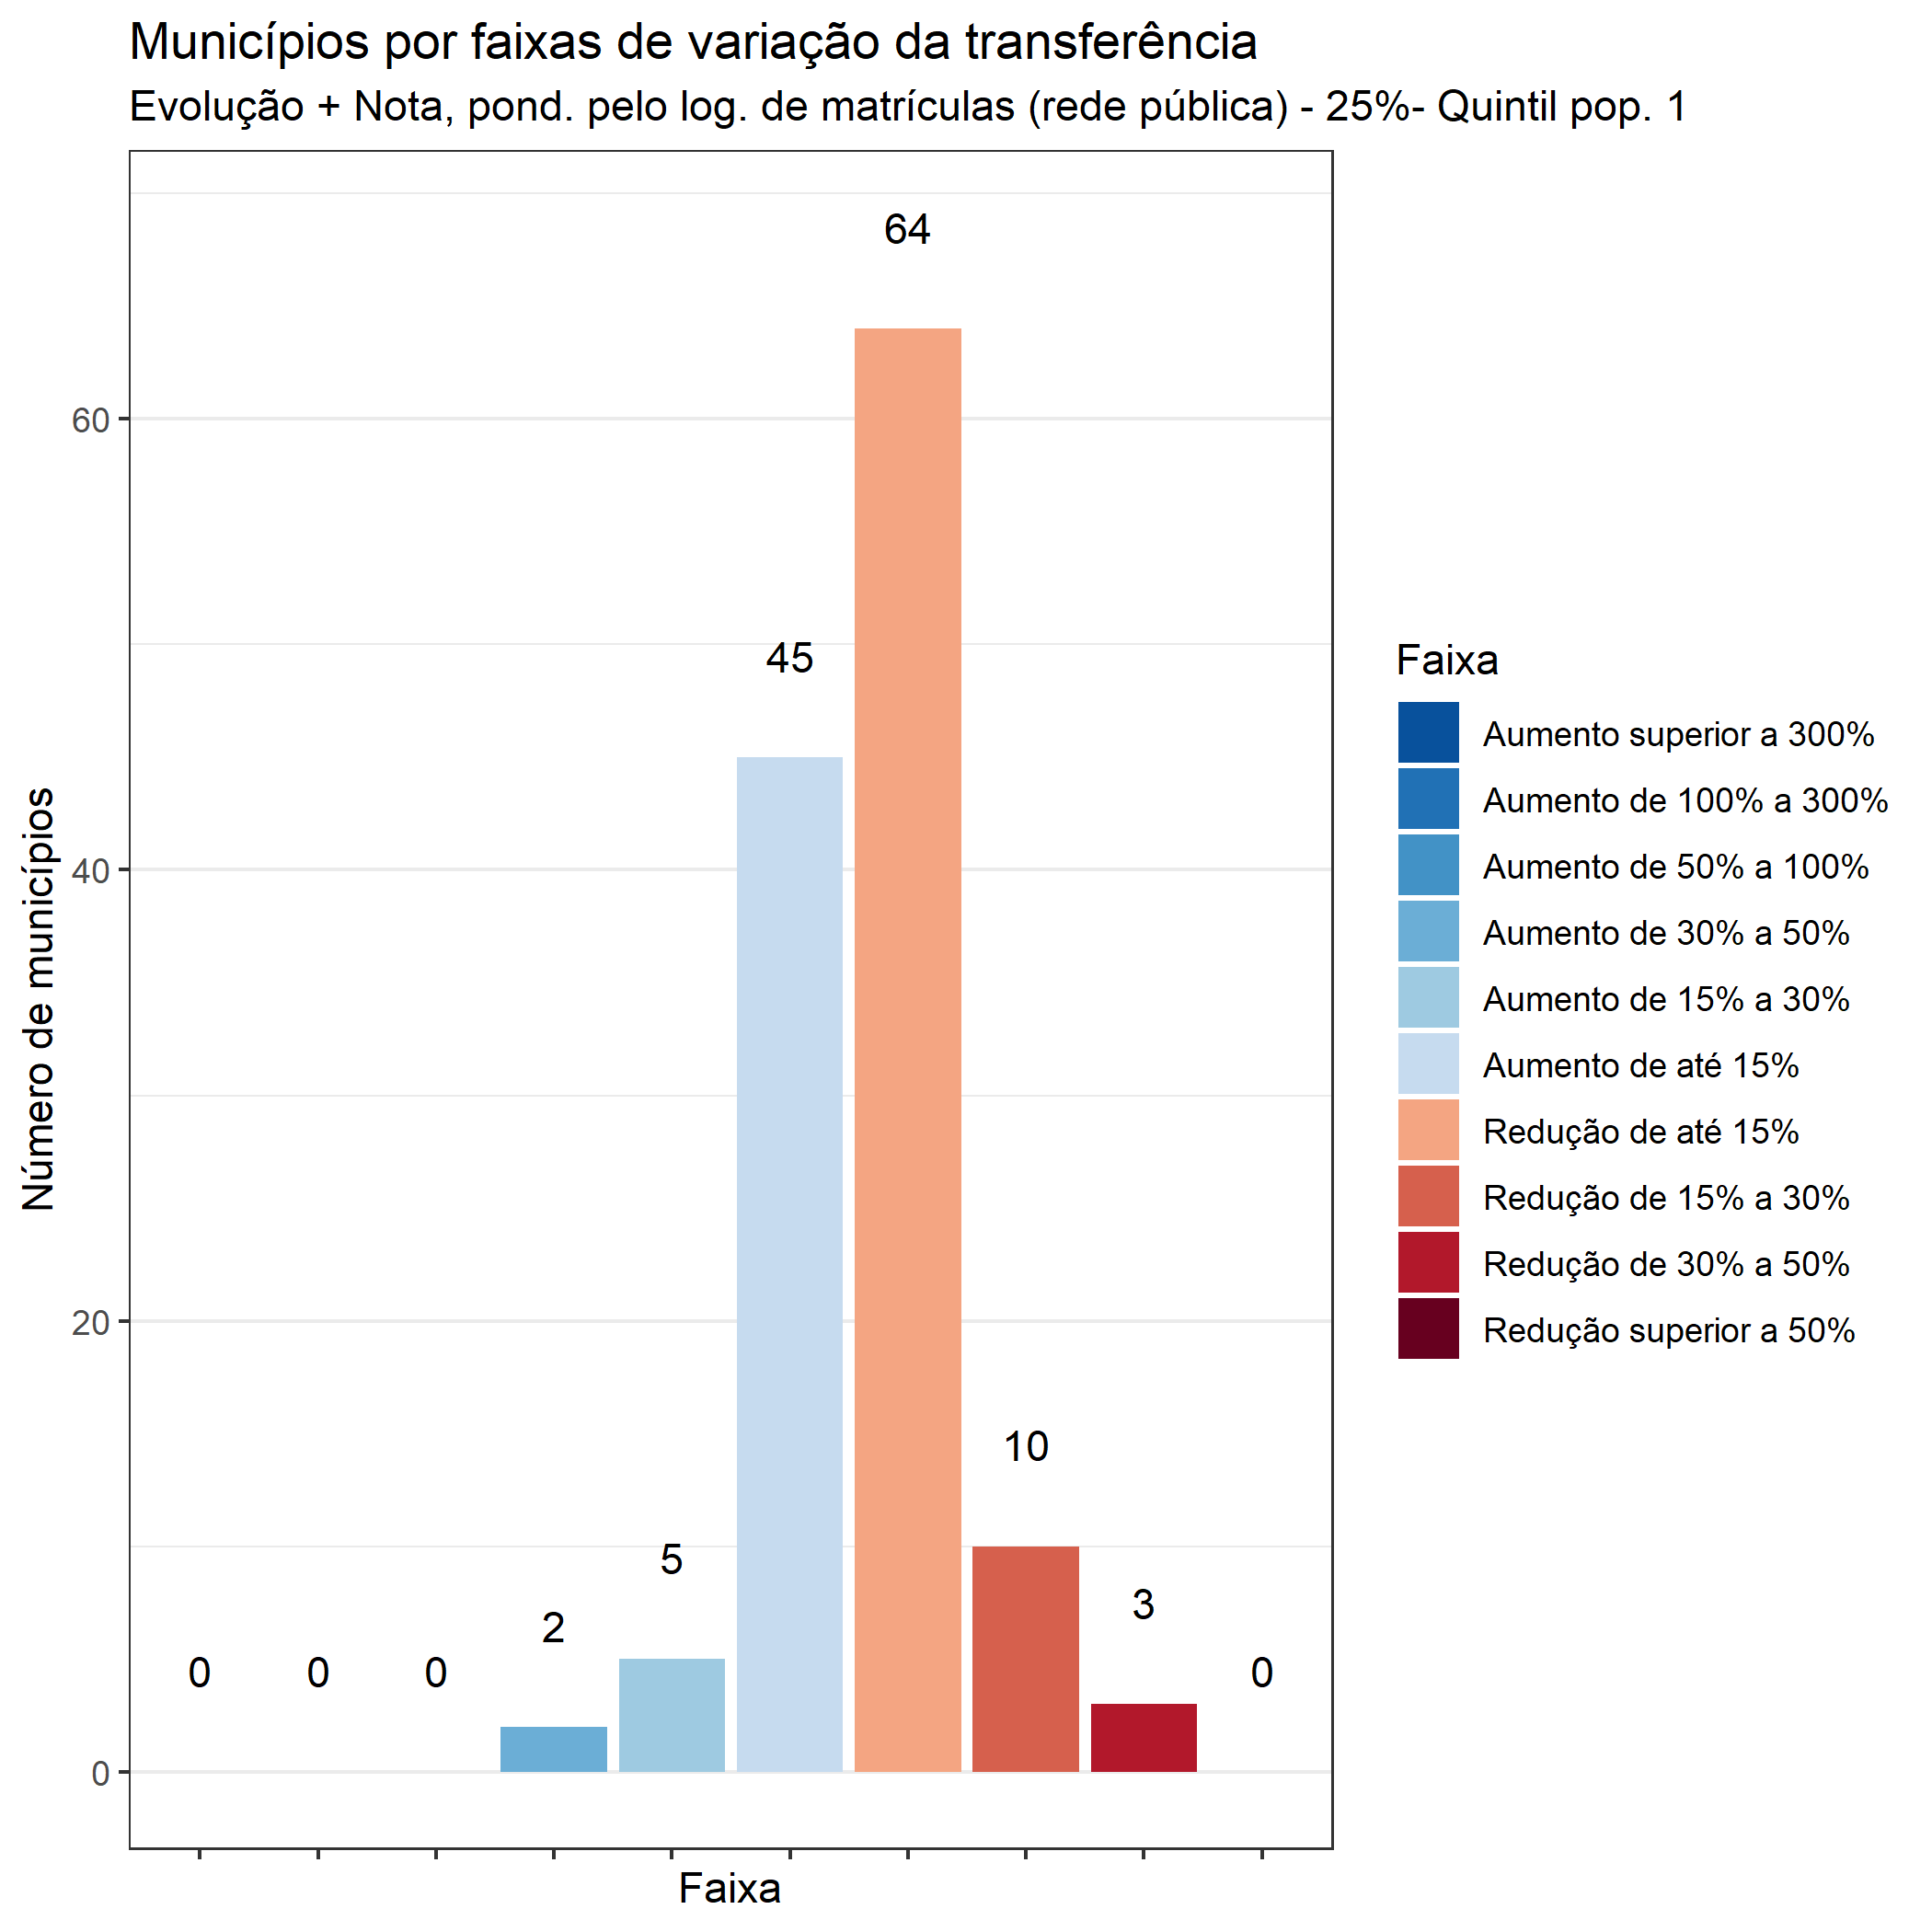 Municípios por faixas de variação da transferência
Evolução + Nota, pond. pelo log. de matrículas (rede pública) - 25%- Quintil pop. 1
Número de municípios
60
40
20
0
0
0
0
2
5
45
64
10
3
0
Faixa
Faixa
Aumento superior a 300%
Aumento de 100% a 300%
Aumento de 50% a 100%
Aumento de 30% a 50%
Aumento de 15% a 30%
Aumento de até 15%
Redução de até 15%
Redução de 15% a 30%
Redução de 30% a 50%
Redução superior a 50%